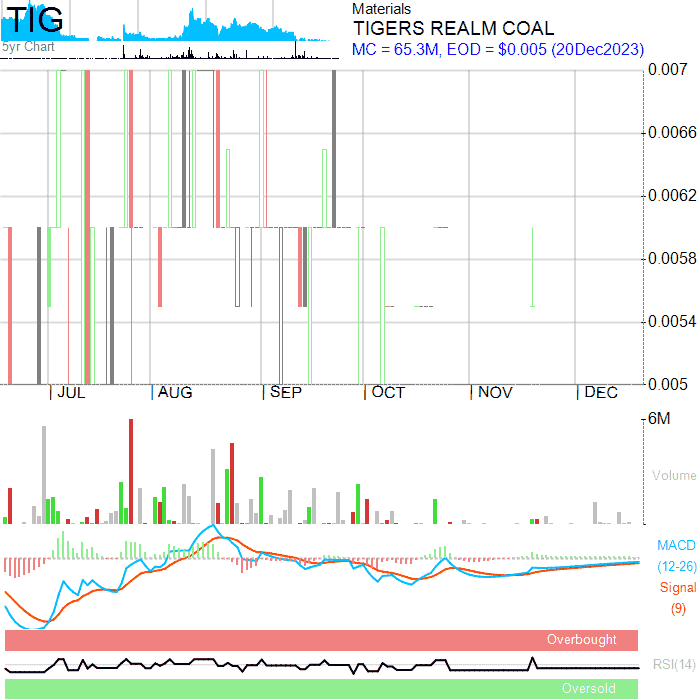 TIG
5yr Chart
Materials
TIGERS REALM COAL
MC = 65.3M, EOD = $0.005 (20Dec2023)
0.007
0.0066
0.0062
0.0058
0.0054
0.005
JUL AUG SEP OCT NOV DEC
6M
Volume
MACD
(12-26)
Signal
(9)
Overbought
RSI(14)
Oversold